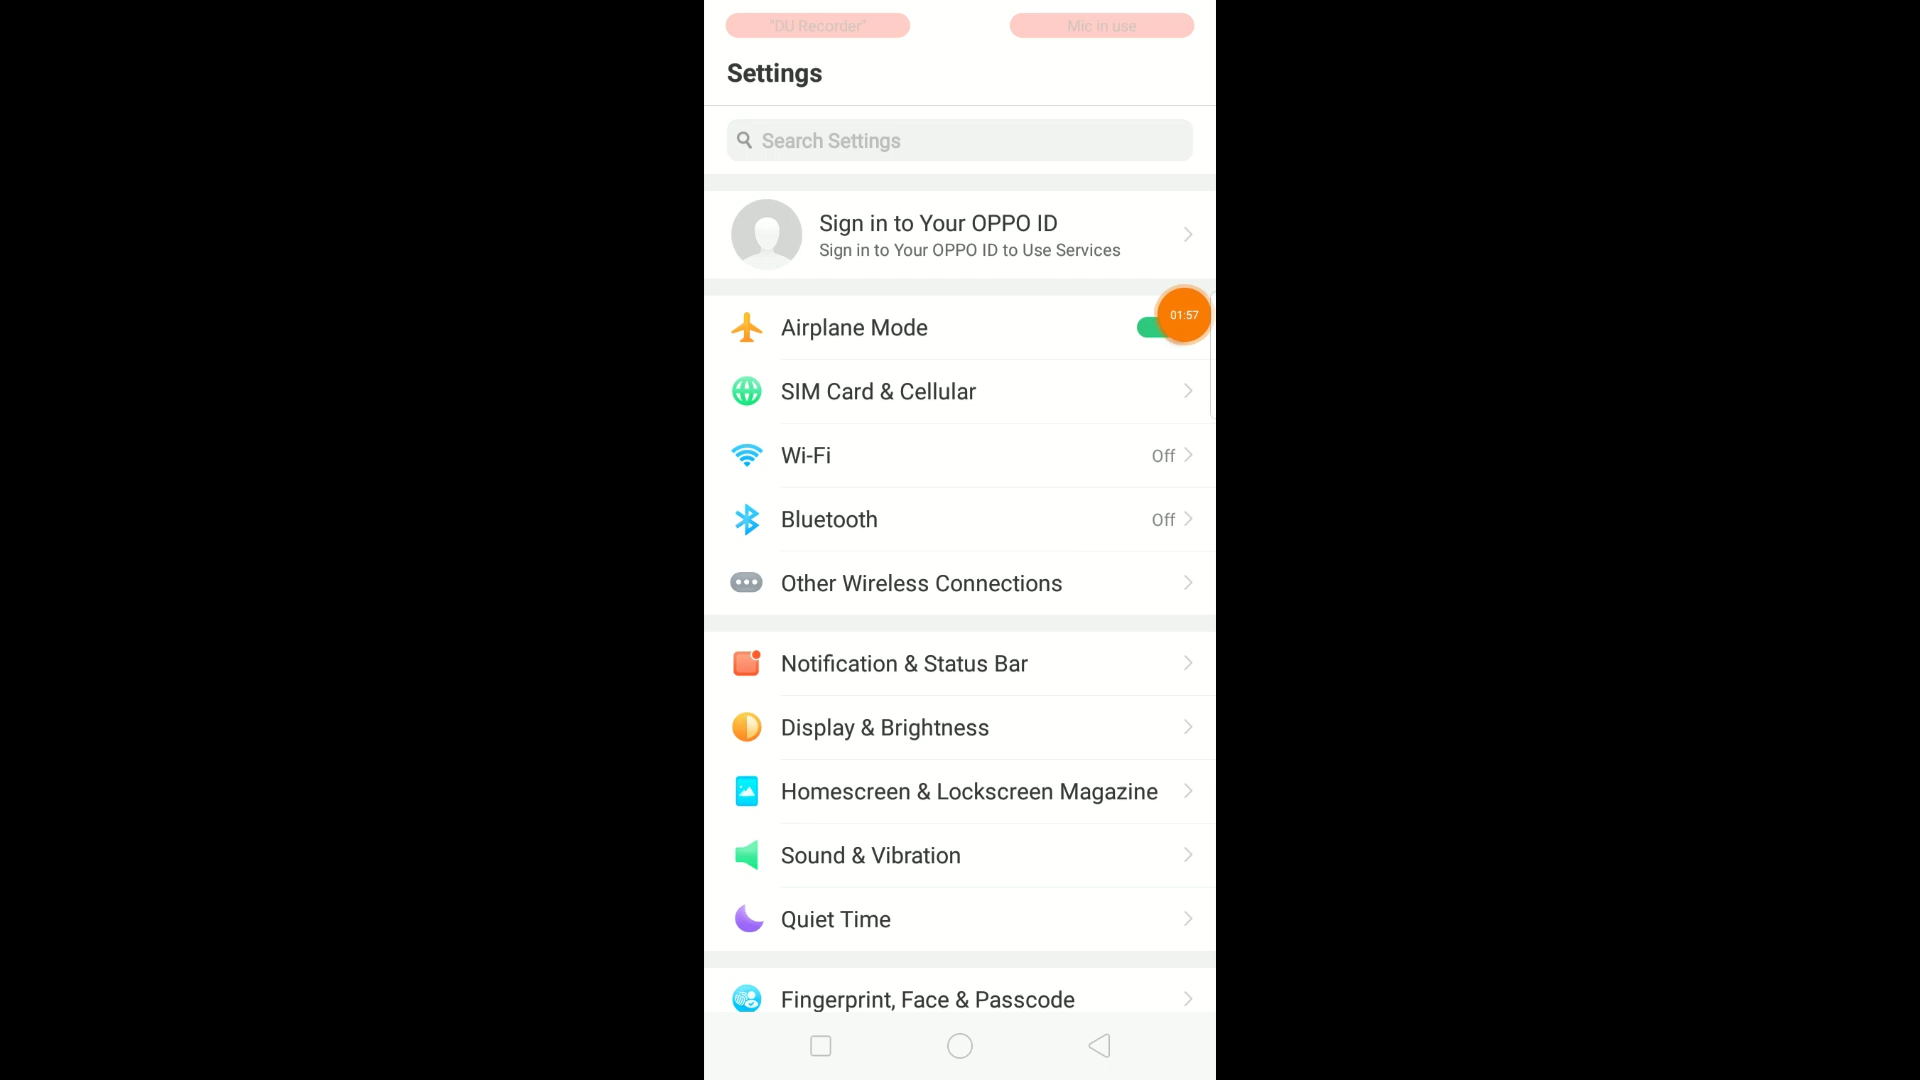 "DU Recorder" Mic in use
Settings
Search Settings
Sign in to Your OPPO ID
Sign in to Your OPPO ID to Use Services
Airplane Mode
01:57
SIM Card & Cellular
Wi-Fi Off
Bluetooth Off
Other Wireless Connections
Notification & Status Bar
Display & Brightness
Homescreen & Lockscreen Magazine
Sound & Vibration
Quiet Time
Fingerprint, Face & Passcode